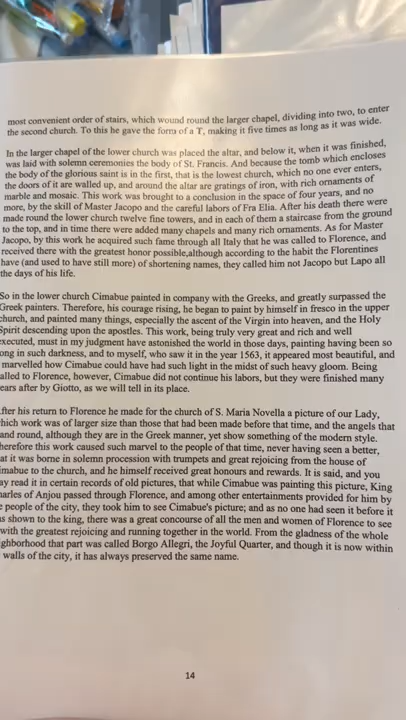 most convenient order of stairs, which wound round the larger chapel, dividing into two, to enter
the second church. To this he gave the form of a T, making it five times as long as it was wide.
In the larger chapel of the lower church was placed the altar, and below it, when it was finished,
was laid with solemn ceremonies the body of St. Francis. And because the tomb which encloses
the body of the glorious saint is in the first, that is the lowest church, which no one ever enters,
the doors of it are walled up, and around the altar are gratings of iron, with rich ornaments of
marble and mosaic. This work was brought to a conclusion in the space of four years, and no
more, by the skill of Master Jacopo and the careful labors of Fra Elia. After his death there were
made round the lower church twelve fine towers, and in each of them a staircase from the ground
to the top, and in time there were added many chapels and many rich ornaments. As for Master
Jacopo, by this work he acquired such fame through all Italy that he was called to Florence, and
received there with the greatest honor possible,although according to the habit the Florentines
have (and used to have still more) of shortening names, they called him not Jacopo but Lapo all
the days of his life.
So in the lower church Cimabue painted in company with the Greeks, and greatly surpassed the
Greek painters. Therefore, his courage rising, he began to paint by himself in fresco in the upper
church, and painted many things, especially the ascent of the Virgin into heaven, and the Holy
Spirit descending upon the apostles. This work, being truly very great and rich and well
executed, must in my judgment have astonished the world in those days, painting having been so
ong in such darkness, and to myself, who saw it in the year 1563, it appeared most beautiful, and
marvelled how Cimabue could have had such light in the midst of such heavy gloom. Being
alled to Florence, however, Cimabue did not continue his labors, but they were finished many
ears after by Giotto, as we will tell in its place.
fter his return to Florence he made for the church of S. Maria Novella a picture of our Lady,
hich work was of larger size than those that had been made before that time, and the angels that
and round, although they are in the Greek manner, yet show something of the modern style.
herefore this work caused such marvel to the people of that time, never having seen a better,
at it was borne in solemn procession with trumpets and great rejoicing from the house of
imabue to the church, and he himself received great honours and rewards. It is said, and you
ay read it in certain records of old pictures, that while Cimabue was painting this picture, King
narles of Anjou passed through Florence, and among other entertainments provided for him by
e people of the city, they took him to see Cimabue's picture; and as no one had seen it before it
s shown to the king, there was a great concourse of all the men and women of Florence to see
with the greatest rejoicing and running together in the world. From the gladness of the whole
ghborhood that part was called Borgo Allegri, the Joyful Quarter, and though it is now within
walls of the city, it has always preserved the same name.
14